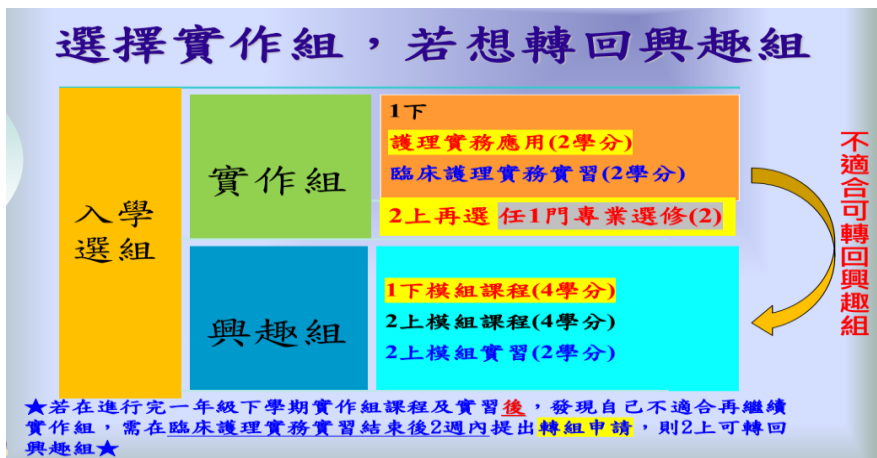 選擇實作組,若想轉回興趣組
入學
選組
實作組
1下
護理實務應用(2學分)
臨床護理實務實習(2學分)
2上再選 任1門專業選修(2)
興趣組
1下模組課程(4學分)
2上模組課程(4學分)
2上模組實習(2學分)
不適合可轉回興趣組
★若在進行完一年級下學期實作組課程及實習後,發現自己不適合再繼續
實作組,需在臨床護理實務實習結束後2週內提出轉組申請,則2上可轉回
興趣組★